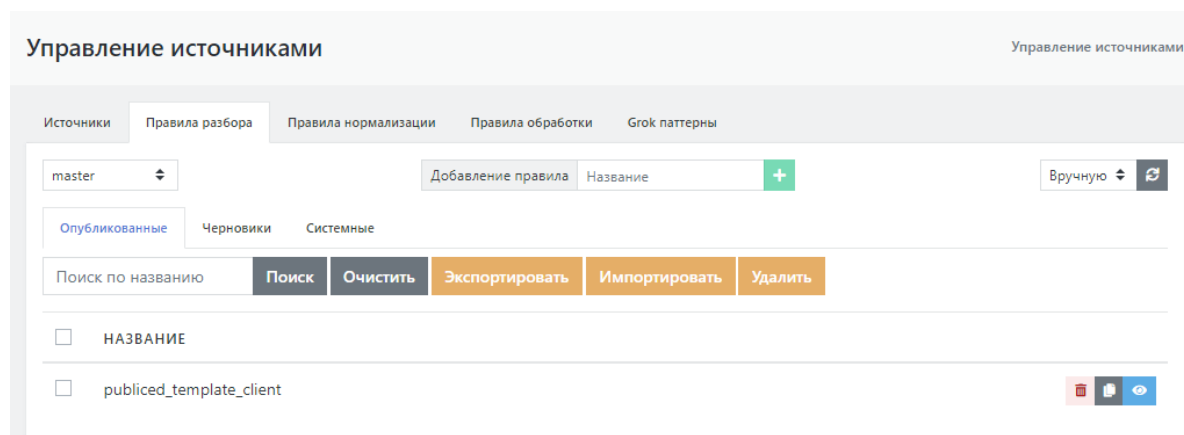 Управление источниками
Управление источниками
Источники Правила разбора Правила нормализации Правила обработки Grok паттерны
master Добавление правила Название Вручную
Опубликованные Черновики Системные
Поиск по названию Поиск Очистить Экспортировать Импортировать Удалить
НАЗВАНИЕ
publiced_template_client